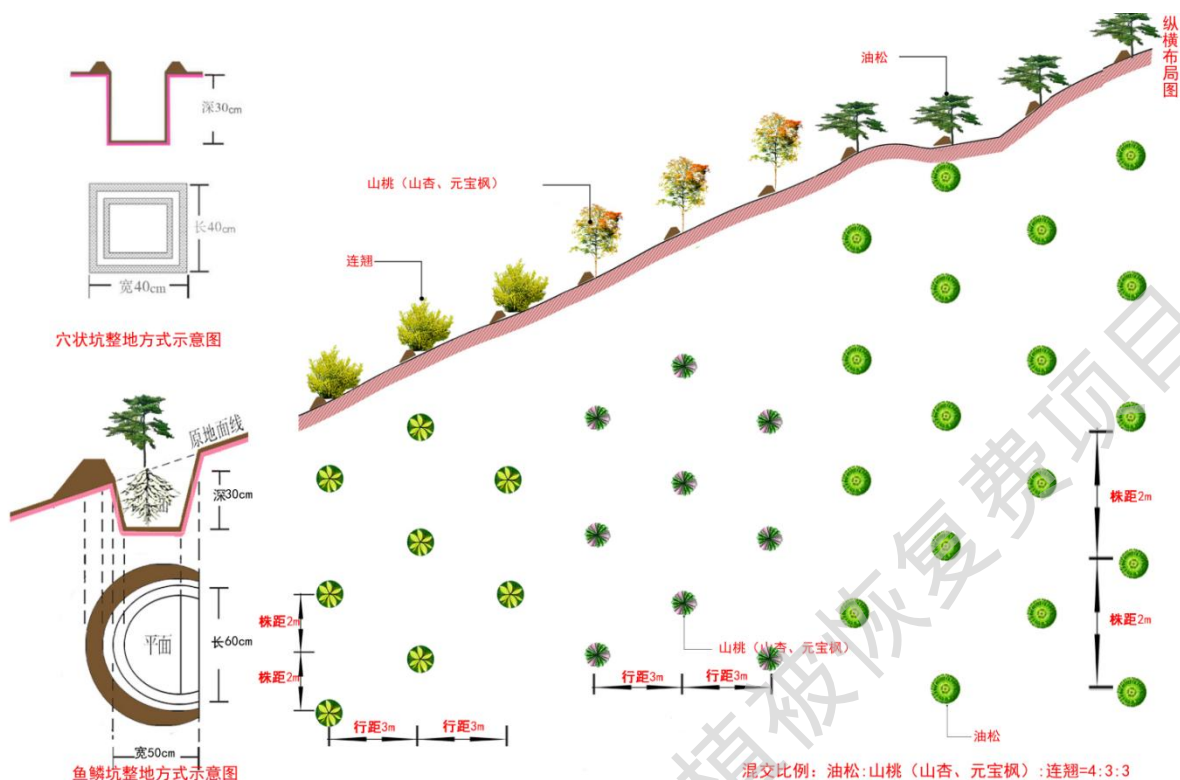 纵横布局图
油松
深30cm
山桃（山杏、元宝枫）
长40cm
连翘
宽40cm
穴状坑整地方式示意图
原地面线
深30cm
株距2m
平面
长60cm
株距2m
株距2m
山桃（山杏、元宝枫）
株距2m
行距3m
行距3m
行距3m
行距3m
油松
宽50cm
鱼鳞坑整地方式示意图
混交比例：油松:山桃（山杏、元宝枫）:连翘=4:3:3
植被恢复费项目